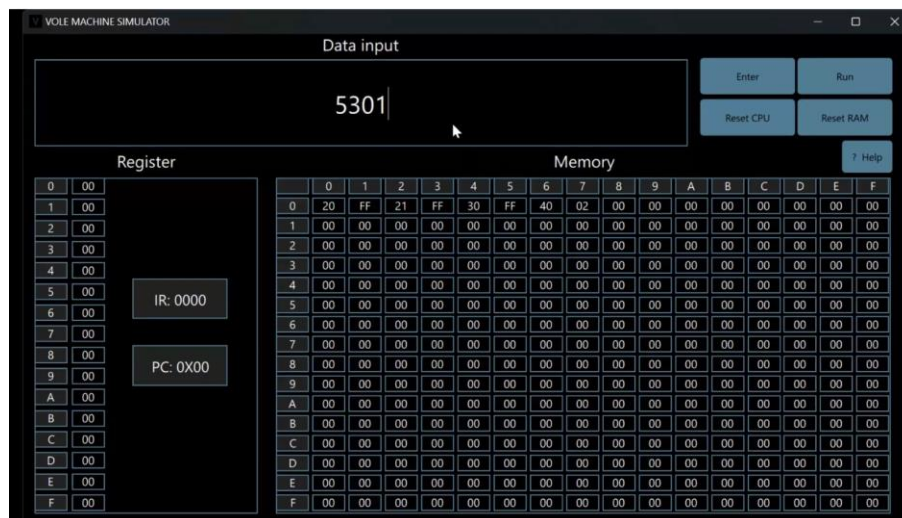 V VOLE MACHINE SIMULATOR
Data input
5301
Enter Run
Reset CPU Reset RAM
? Help
Register Memory
0 00
1 00
2 00
3 00
4 00
5 00
6 00
7 00
8 00
9 00
A 00
B 00
C 00
D 00
E 00
F 00
IR: 0000
PC: 0X00
0 1 2 3 4 5 6 7 8 9 A B C D E F
0 20 FF 21 FF 30 FF 40 02 00 00 00 00 00 00 00 00
1 00 00 00 00 00 00 00 00 00 00 00 00 00 00 00 00
2 00 00 00 00 00 00 00 00 00 00 00 00 00 00 00 00
3 00 00 00 00 00 00 00 00 00 00 00 00 00 00 00 00
4 00 00 00 00 00 00 00 00 00 00 00 00 00 00 00 00
5 00 00 00 00 00 00 00 00 00 00 00 00 00 00 00 00
6 00 00 00 00 00 00 00 00 00 00 00 00 00 00 00 00
7 00 00 00 00 00 00 00 00 00 00 00 00 00 00 00 00
8 00 00 00 00 00 00 00 00 00 00 00 00 00 00 00 00
9 00 00 00 00 00 00 00 00 00 00 00 00 00 00 00 00
A 00 00 00 00 00 00 00 00 00 00 00 00 00 00 00 00
B 00 00 00 00 00 00 00 00 00 00 00 00 00 00 00 00
C 00 00 00 00 00 00 00 00 00 00 00 00 00 00 00 00
D 00 00 00 00 00 00 00 00 00 00 00 00 00 00 00 00
E 00 00 00 00 00 00 00 00 00 00 00 00 00 00 00 00
F 00 00 00 00 00 00 00 00 00 00 00 00 00 00 00 00